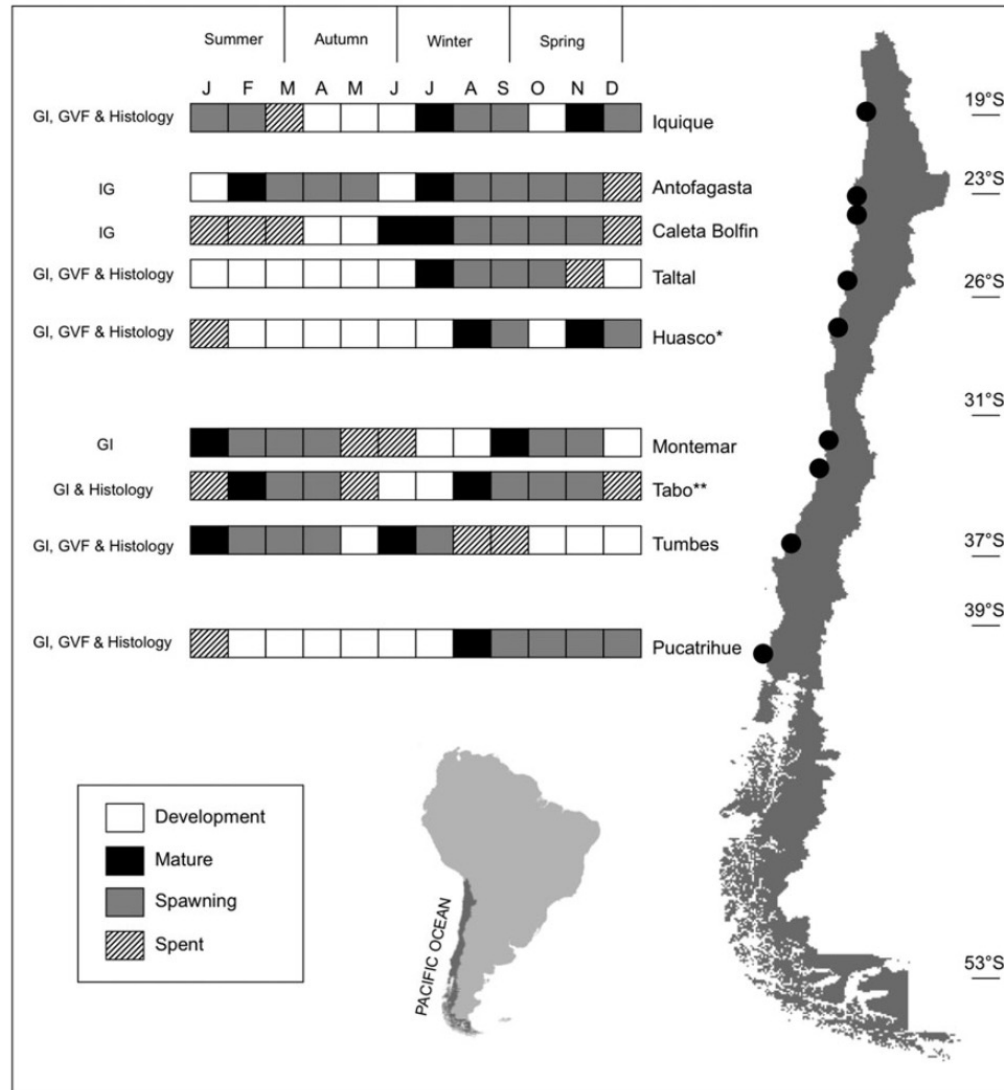 Summer Autumn Winter Spring
J F M A M J J A S O N D
GI, GVF & Histology Iquique 19°S
IG Antofagasta 23°S
IG Caleta Bolfin
GI, GVF & Histology Taltal 26°S
GI, GVF & Histology Huasco*
31°S
GI Montemar
GI & Histology Tabo**
GI, GVF & Histology Tumbes 37°S
39°S
GI, GVF & Histology Pucatrihue
Development
Mature
Spawning
Spent
PACIFIC OCEAN
53°S